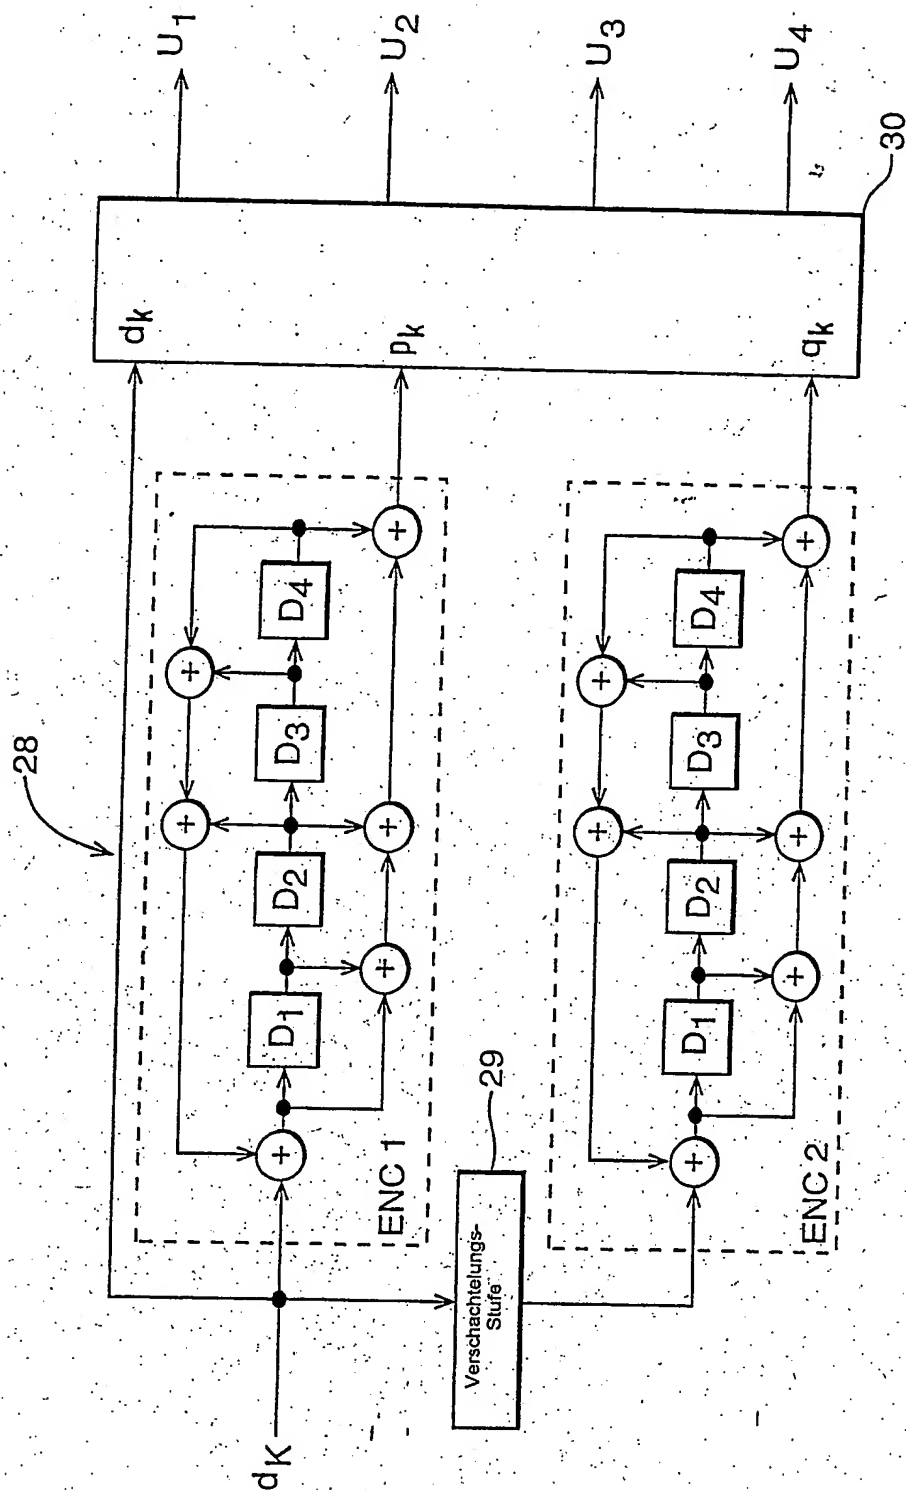 28
dK
dk
U1
ENC 1
D1
D2
D3
D4
pk
U2
29
Verschachtelungs-
Stufe
U3
ENC 2
D1
D2
D3
D4
qk
U4
30
+
+
+
+
+
+
+
+
+
+
+
+